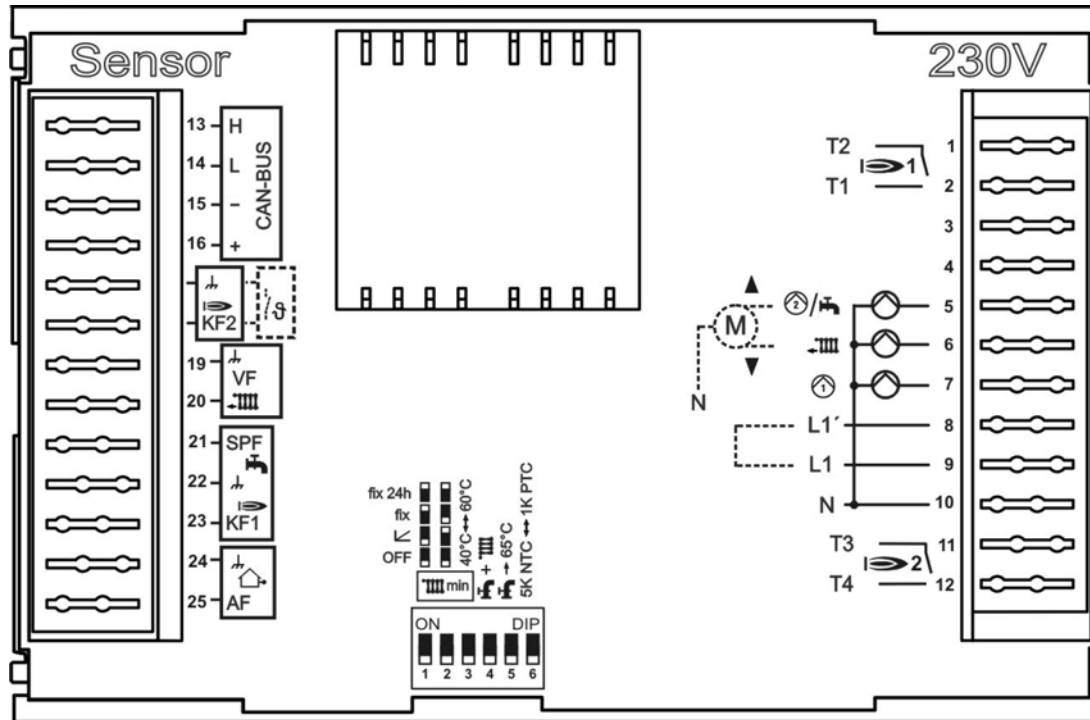 Sensor
230V
13 H
14 L
15 –
16 +
CAN-BUS
KF2
ϑ
19
VF
20
21 SPF
22
23 KF1
24
25 AF
T2 1
1
T1 2
3
4
M
N
2 / 5
6
1 7
L1´ 8
L1 9
N 10
T3 11
2
T4 12
fix 24h
fix
OFF
min
40°C ↔ 60°C
+
→ 65°C
5K NTC ↔ 1K PTC
ON DIP
1 2 3 4 5 6